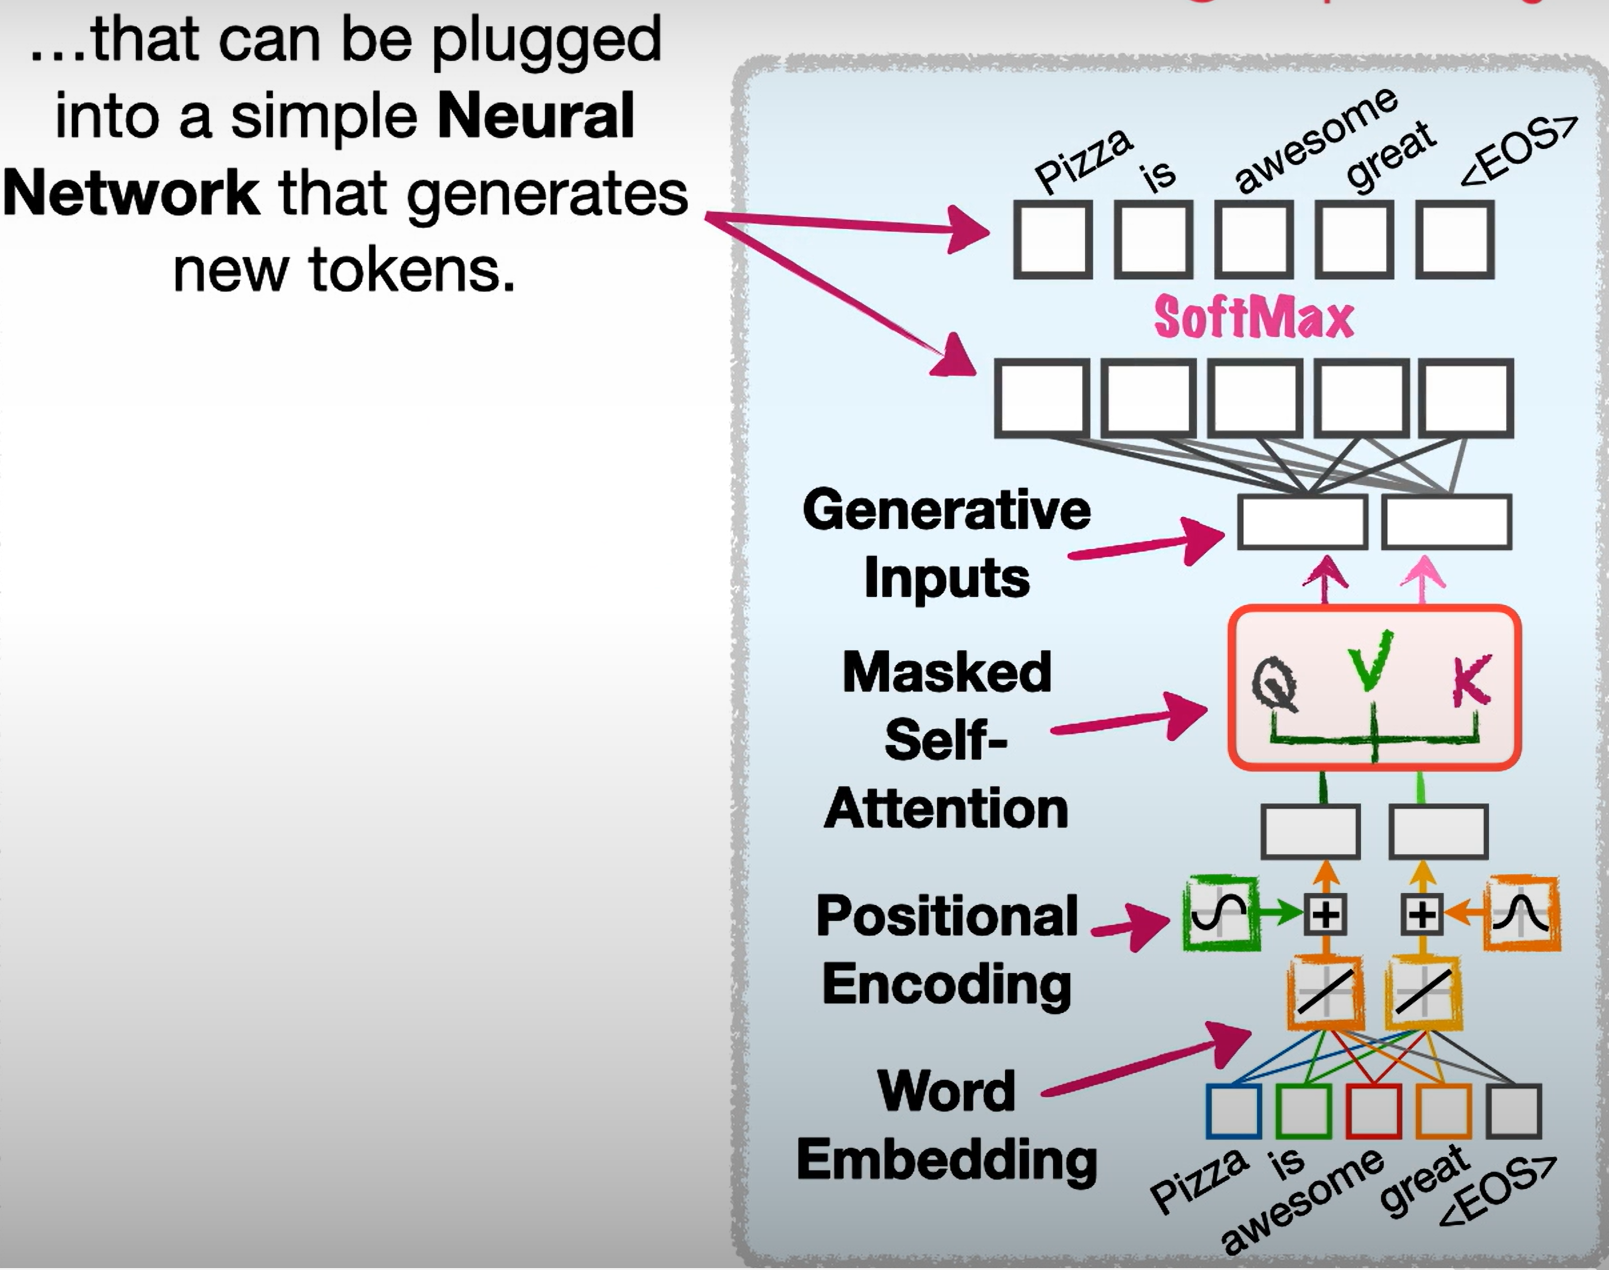 ...that can be plugged
into a simple Neural
Network that generates
new tokens.
Pizza is awesome great <EOS>
SoftMax
Generative
Inputs
Masked
Self-
Attention
Q V K
Positional
Encoding
+ +
Word
Embedding
Pizza is awesome great <EOS>